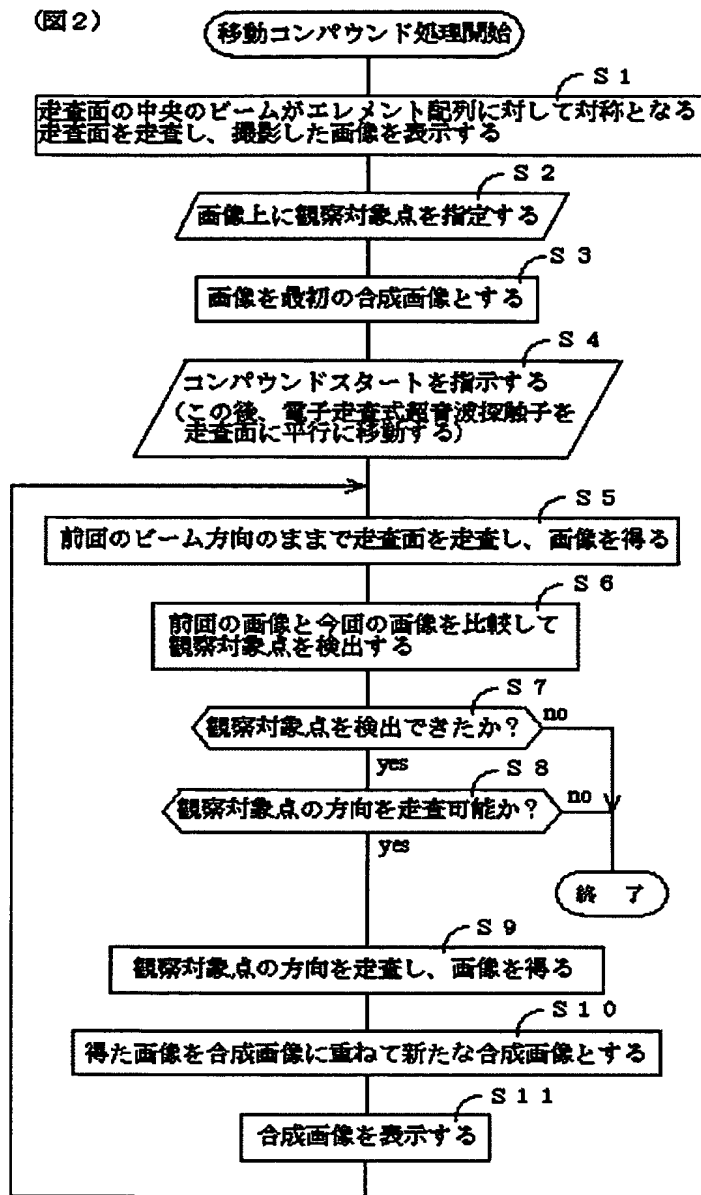 (図2)
移動コンパウンド処理開始
S1
走査面の中央のビームがエレメント配列に対して対称となる
走査面を走査し、撮影した画像を表示する
S2
画像上に観察対象点を指定する
S3
画像を最初の合成画像とする
S4
コンパウンドスタートを指示する
(この後、電子走査式超音波探触子を
走査面に平行に移動する)
S5
前回のビーム方向のままで走査面を走査し、画像を得る
S6
前回の画像と今回の画像を比較して
観察対象点を検出する
S7
観察対象点を検出できたか?
no
yes
S8
観察対象点の方向を走査可能か?
no
yes
終 了
S9
観察対象点の方向を走査し、画像を得る
S10
得た画像を合成画像に重ねて新たな合成画像とする
S11
合成画像を表示する